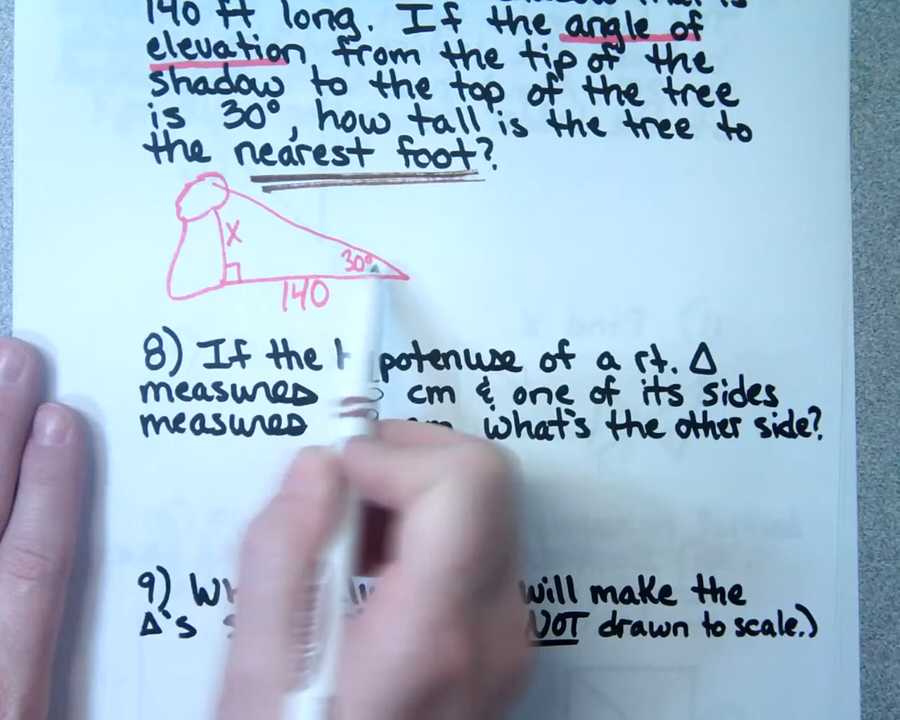 140 ft long. If the angle of
elevation from the tip of the
shadow to the top of the tree
is 30°, how tall is the tree to
the nearest foot?
x
30°
140
8) If the potenuse of a rt. Δ
measures cm & one of its sides
measures what's the other side?
9) will make the
Δ's NOT drawn to scale.)